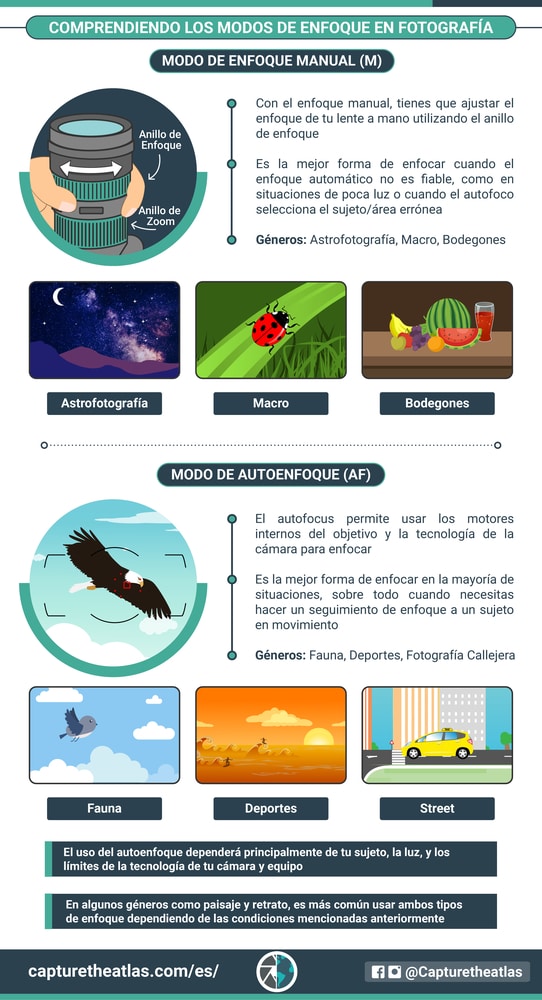 COMPRENDIENDO LOS MODOS DE ENFOQUE EN FOTOGRAFÍA
MODO DE ENFOQUE MANUAL (M)
Anillo de
Enfoque
Anillo de
Zoom
Con el enfoque manual, tienes que ajustar el
enfoque de tu lente a mano utilizando el anillo
de enfoque
Es la mejor forma de enfocar cuando el
enfoque automático no es fiable, como en
situaciones de poca luz o cuando el autofoco
selecciona el sujeto/área errónea
Géneros: Astrofotografía, Macro, Bodegones
Astrofotografía
Macro
Bodegones
MODO DE AUTOENFOQUE (AF)
El autofocus permite usar los motores
internos del objetivo y la tecnología de la
cámara para enfocar
Es la mejor forma de enfocar en la mayoría de
situaciones, sobre todo cuando necesitas
hacer un seguimiento de enfoque a un sujeto
en movimiento
Géneros: Fauna, Deportes, Fotografía Callejera
Fauna
Deportes
Street
El uso del autoenfoque dependerá principalmente de tu sujeto, la luz, y los
límites de la tecnología de tu cámara y equipo
En algunos géneros como paisaje y retrato, es más común usar ambos tipos
de enfoque dependiendo de las condiciones mencionadas anteriormente
capturetheatlas.com/es/
@Capturetheatlas